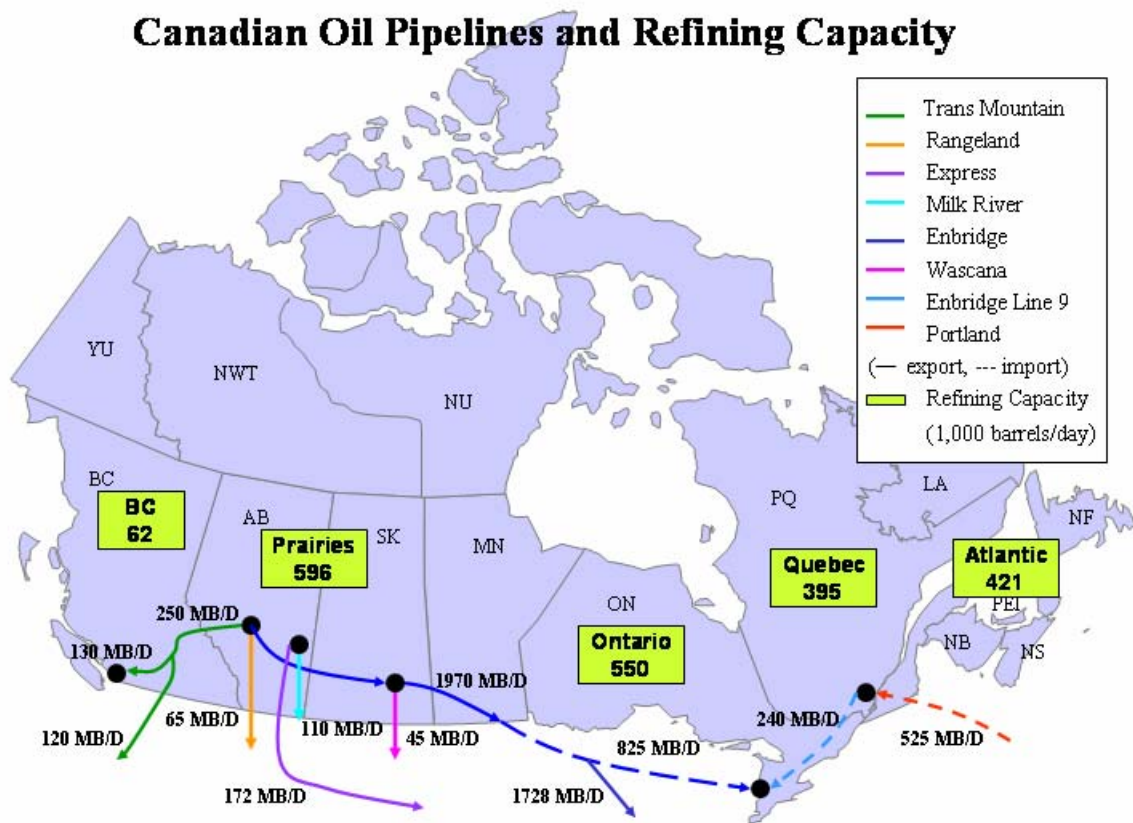 Canadian Oil Pipelines and Refining Capacity
Trans Mountain
Rangeland
Express
Milk River
Enbridge
Wascana
Enbridge Line 9
Portland
(— export, --- import)
Refining Capacity
(1,000 barrels/day)
YU
NWT
NU
BC
BC
62
AB
Prairies
596
SK
MN
ON
Ontario
550
PQ
Quebec
395
LA
NF
Atlantic
421
PEI
NB
NS
250 MB/D
130 MB/D
120 MB/D
65 MB/D
172 MB/D
110 MB/D
45 MB/D
1970 MB/D
1728 MB/D
825 MB/D
240 MB/D
525 MB/D